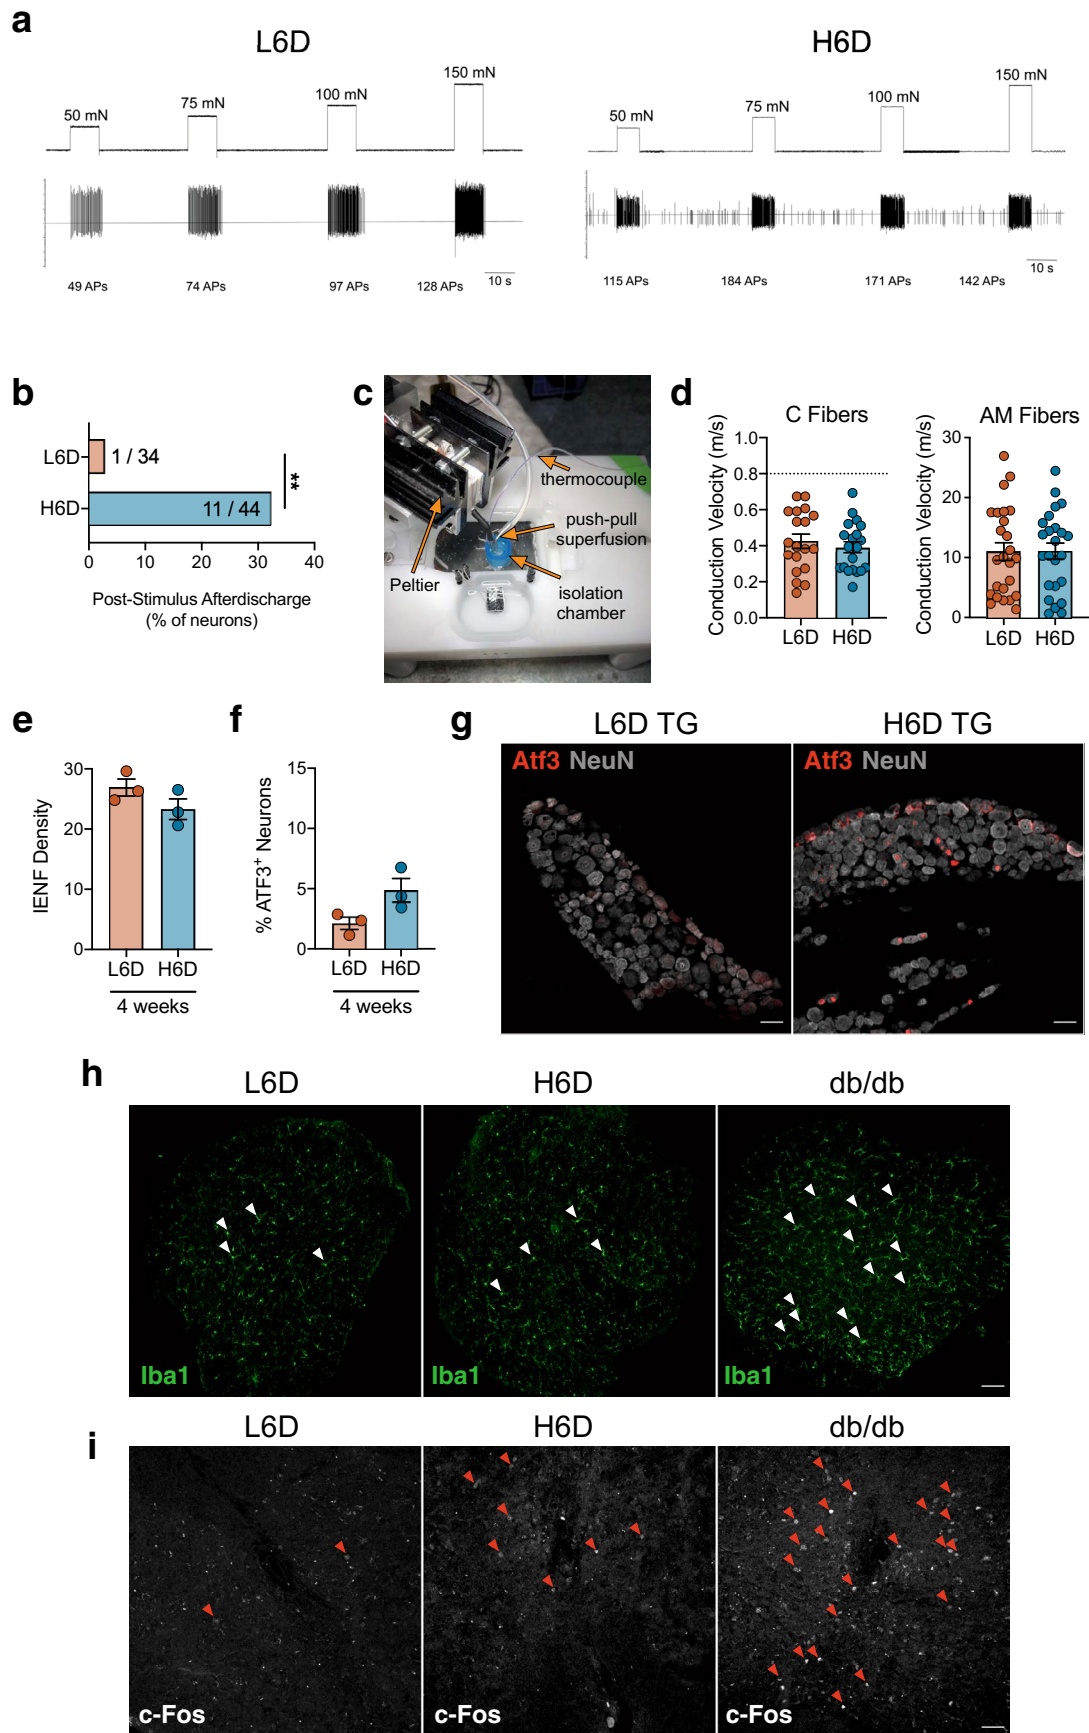 a
L6D
H6D
50 mN
75 mN
100 mN
150 mN
50 mN
75 mN
100 mN
150 mN
49 APs
74 APs
97 APs
128 APs
10 s
115 APs
184 APs
171 APs
142 APs
10 s
b
L6D
1 / 34
H6D
11 / 44
**
0
10
20
30
40
Post-Stimulus Afterdischarge
(% of neurons)
c
thermocouple
push-pull
superfusion
Peltier
isolation
chamber
d
C Fibers
Conduction Velocity (m/s)
1.0
0.8
0.6
0.4
0.2
0.0
L6D
H6D
AM Fibers
Conduction Velocity (m/s)
30
20
10
0
L6D
H6D
e
IENF Density
30
20
10
0
L6D
H6D
4 weeks
f
% ATF3+ Neurons
15
10
5
0
L6D
H6D
4 weeks
g
L6D TG
H6D TG
Atf3 NeuN
Atf3 NeuN
h
L6D
H6D
db/db
Iba1
Iba1
Iba1
i
L6D
H6D
db/db
c-Fos
c-Fos
c-Fos